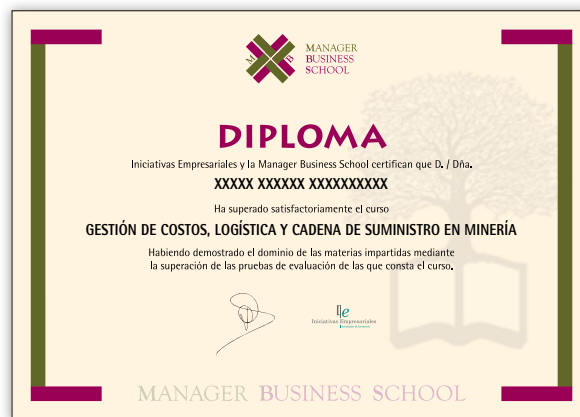 M B
MANAGER
BUSINESS
SCHOOL
DIPLOMA
Iniciativas Empresariales y la Manager Business School certifican que D. / Dña.
XXXXX XXXXXX XXXXXXXXXX
Ha superado satisfactoriamente el curso
GESTIÓN DE COSTOS, LOGÍSTICA Y CADENA DE SUMINISTRO EN MINERÍA
Habiendo demostrado el dominio de las materias impartidas mediante
la superación de las pruebas de evaluación de las que consta el curso.
Ie
Iniciativas Empresariales
MANAGER BUSINESS SCHOOL